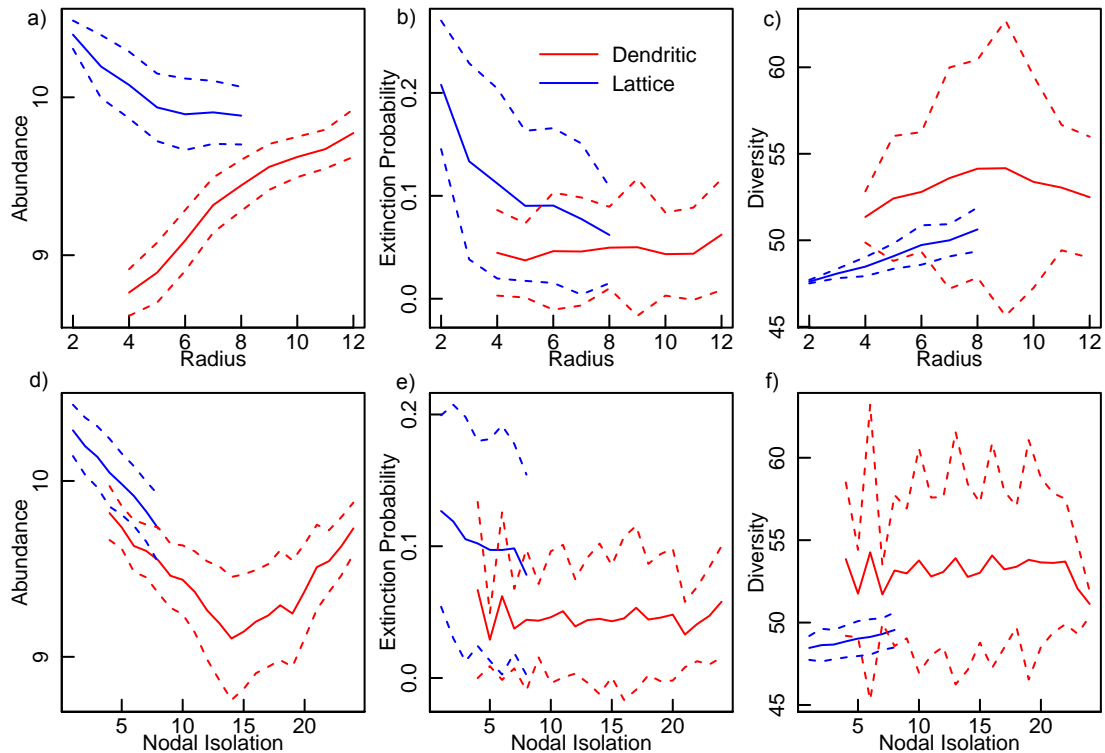 a)
Abundance
10
9
2 4 6 8 10 12
Radius
b)
Extinction Probability
0.2
0.1
0.0
Dendritic
Lattice
2 4 6 8 10 12
Radius
c)
Diversity
60
55
50
45
2 4 6 8 10 12
Radius
d)
Abundance
10
9
5 10 15 20
Nodal Isolation
e)
Extinction Probability
0.2
0.1
0.0
5 10 15 20
Nodal Isolation
f)
Diversity
60
55
50
45
5 10 15 20
Nodal Isolation